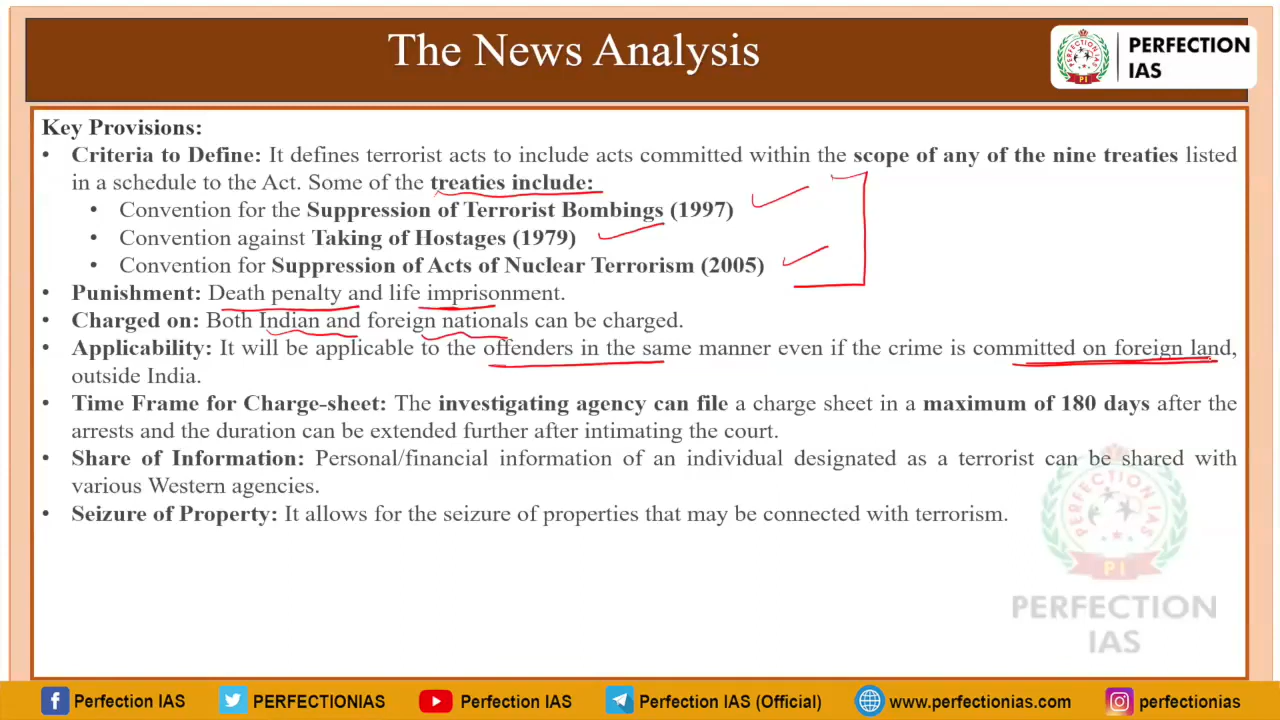 The News Analysis
PERFECTION
IAS
Key Provisions:
• Criteria to Define: It defines terrorist acts to include acts committed within the scope of any of the nine treaties listed
in a schedule to the Act. Some of the treaties include:
• Convention for the Suppression of Terrorist Bombings (1997)
• Convention against Taking of Hostages (1979)
• Convention for Suppression of Acts of Nuclear Terrorism (2005)
• Punishment: Death penalty and life imprisonment.
• Charged on: Both Indian and foreign nationals can be charged.
• Applicability: It will be applicable to the offenders in the same manner even if the crime is committed on foreign land,
outside India.
• Time Frame for Charge-sheet: The investigating agency can file a charge sheet in a maximum of 180 days after the
arrests and the duration can be extended further after intimating the court.
• Share of Information: Personal/financial information of an individual designated as a terrorist can be shared with
various Western agencies.
• Seizure of Property: It allows for the seizure of properties that may be connected with terrorism.
PERFECTION IAS
PI
PERFECTION
IAS
Perfection IAS
PERFECTIONIAS
Perfection IAS
Perfection IAS (Official)
www.perfectionias.com
perfectionias